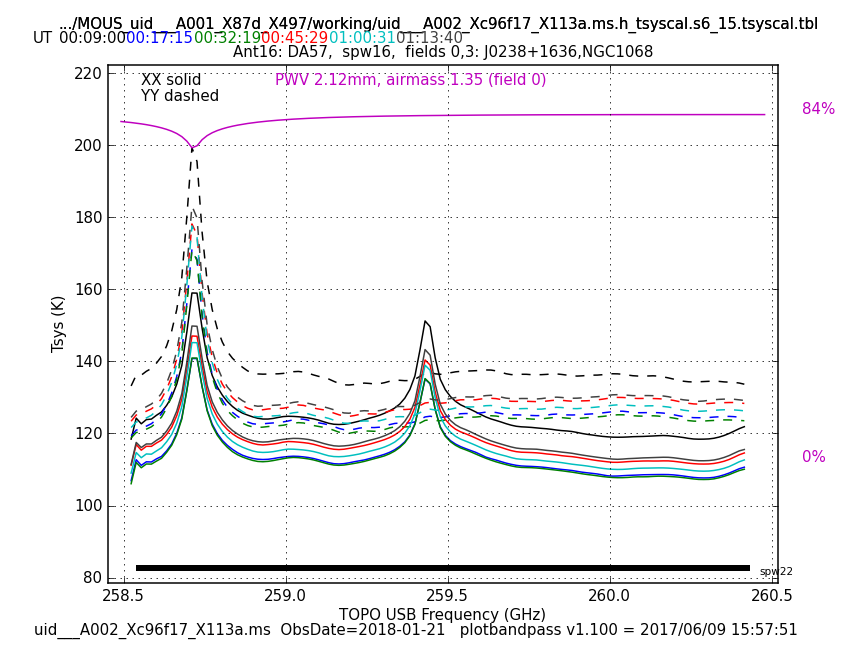 .../MOUS_uid___A001_X87d_X497/working/uid___A002_Xc96f17_X113a.ms.h_tsyscal.s6_15.tsyscal.tbl
UT 00:09:00 00:17:15 00:32:19 00:45:29 01:00:31 01:13:40
Ant16: DA57,  spw16,  fields 0,3: J0238+1636,NGC1068
XX solid
YY dashed
PWV 2.12mm, airmass 1.35 (field 0)
84%
0%
220
200
180
160
140
120
100
80
Tsys (K)
spw22
258.5 259.0 259.5 260.0 260.5
TOPO USB Frequency (GHz)
uid___A002_Xc96f17_X113a.ms  ObsDate=2018-01-21   plotbandpass v1.100 = 2017/06/09 15:57:51